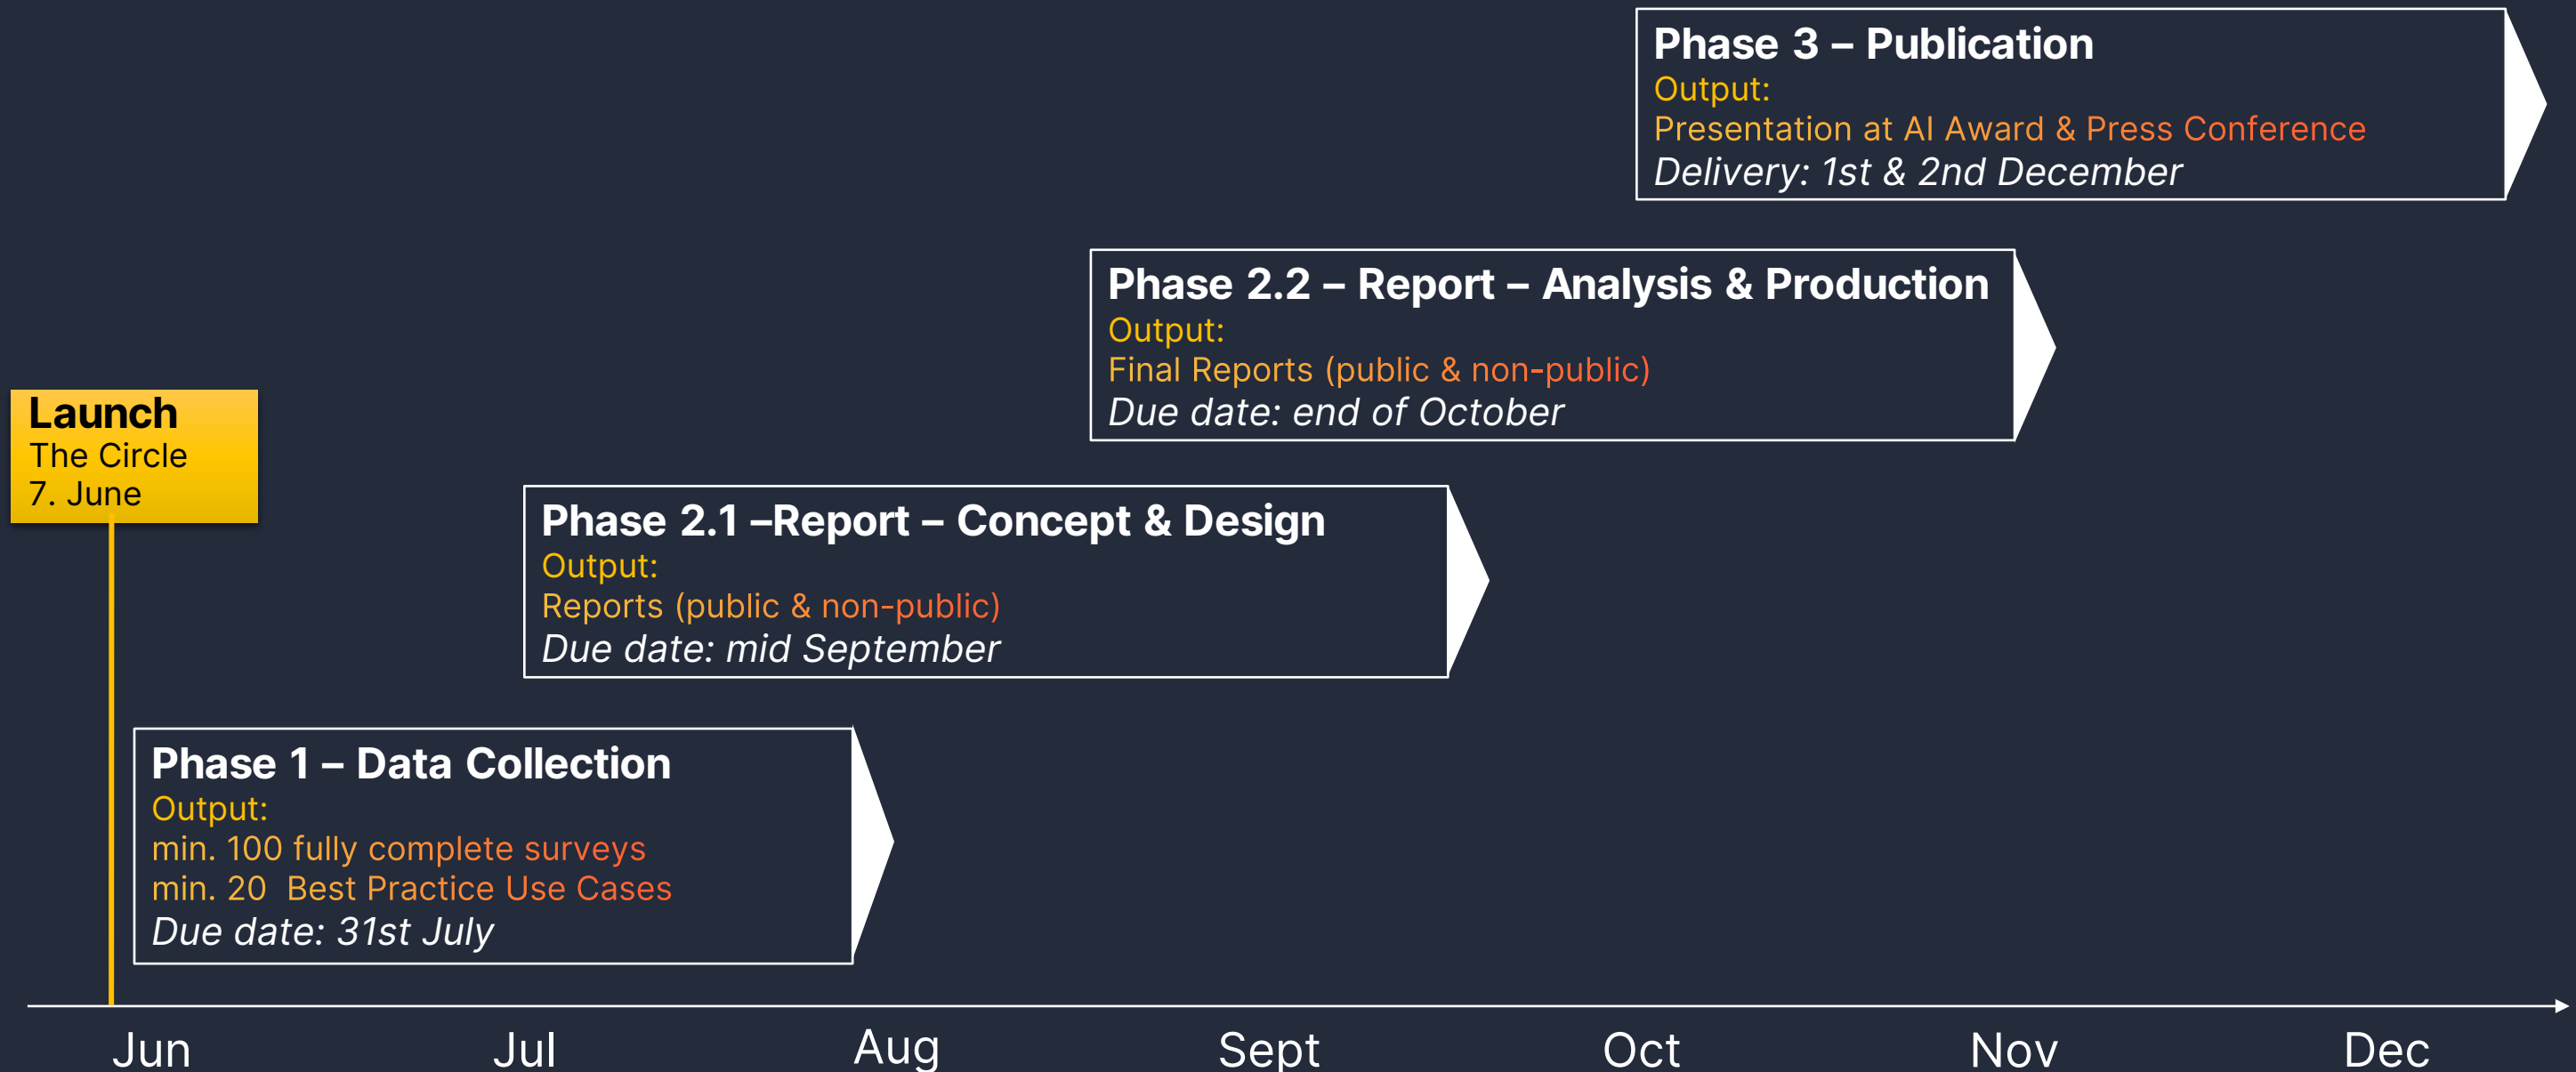 Phase 3 – Publication
Output:
Presentation at AI Award & Press Conference
Delivery: 1st & 2nd December
Phase 2.2 – Report – Analysis & Production
Output:
Final Reports (public & non-public)
Due date: end of October
Launch
The Circle
7. June
Phase 2.1 –Report – Concept & Design
Output:
Reports (public & non-public)
Due date: mid September
Phase 1 – Data Collection
Output:
min. 100 fully complete surveys
min. 20  Best Practice Use Cases
Due date: 31st July
Jun Jul Aug Sept Oct Nov Dec